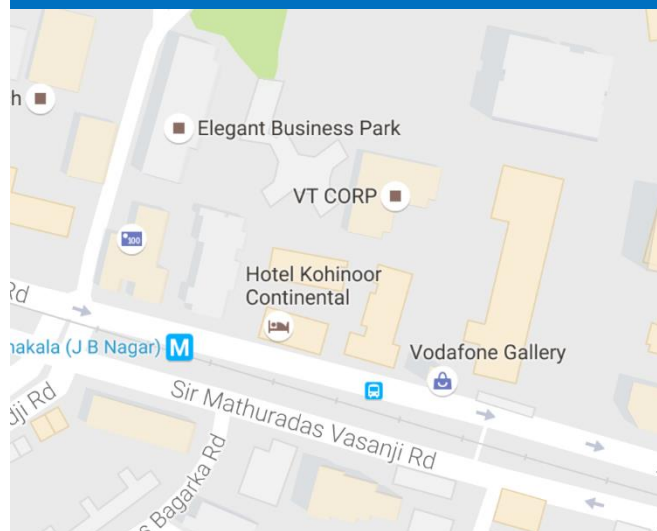 h
Elegant Business Park
VT CORP
100
Hotel Kohinoor
Continental
Rd
nakala (J B Nagar) M
Vodafone Gallery
Sir Mathuradas Vasanji Rd
ji Rd
s Bagarka Rd